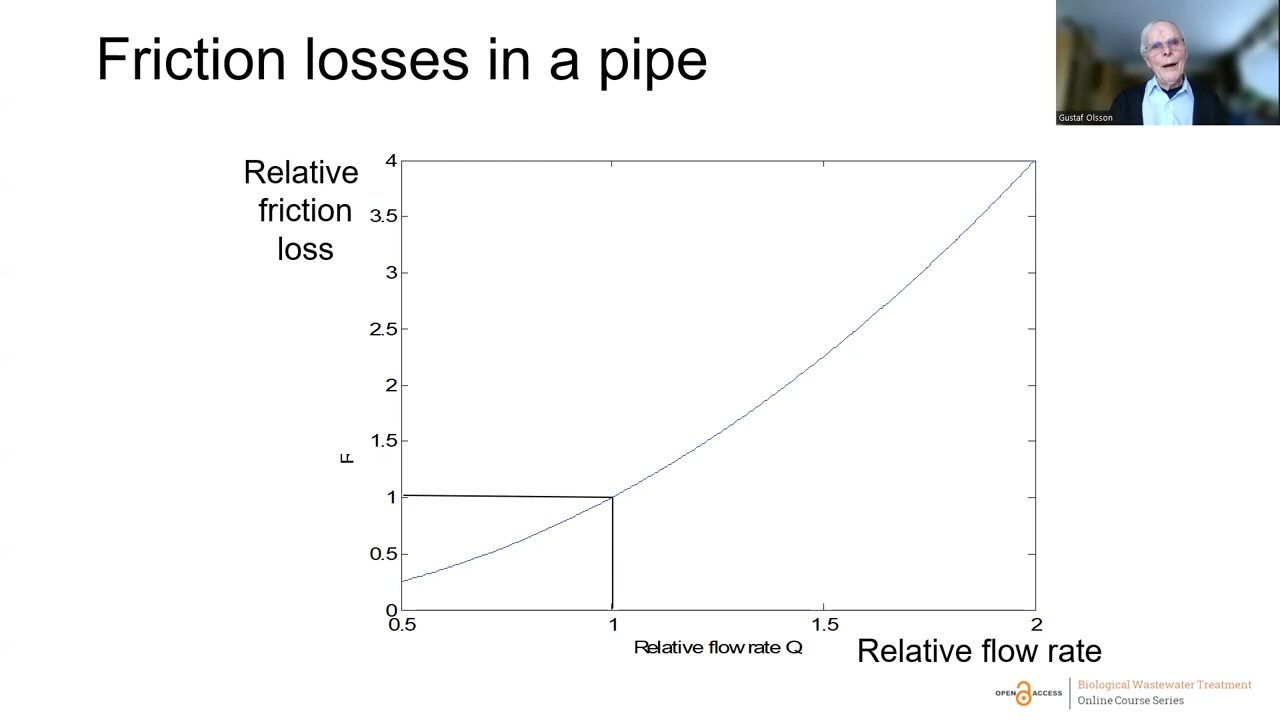 Friction losses in a pipe
Gustaf Olsson
Relative
friction
loss
4
3.5
3
2.5
2
1.5
1
0.5
0
F
0.5 1 1.5 2
Relative flow rate Q
Relative flow rate
OPEN ACCESS
Biological Wastewater Treatment
Online Course Series